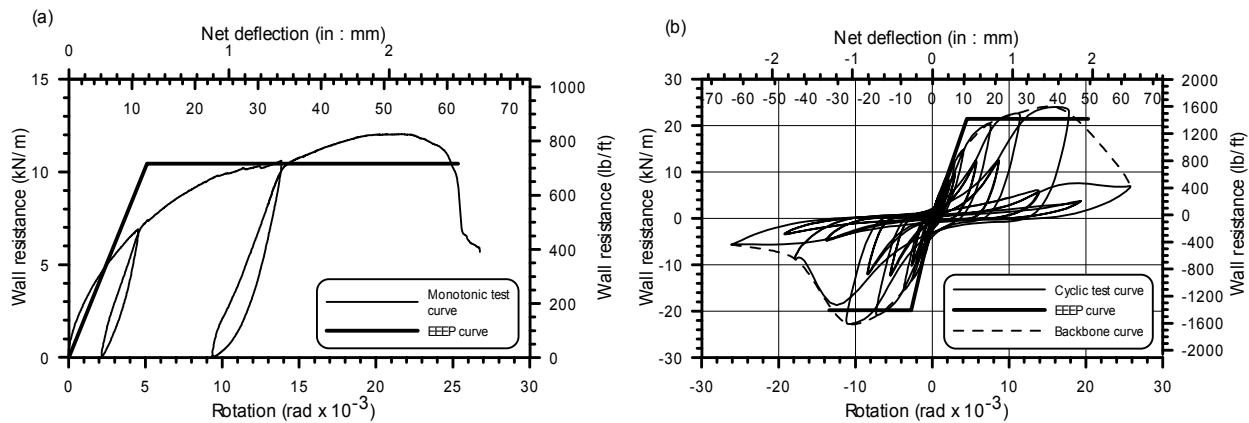 (a)
Net deflection (in : mm)
0 1 2
10 20 30 40 50 60 70
15
10
5
0
Wall resistance (kN/m)
1000
800
600
400
200
0
Wall resistance (lb/ft)
Monotonic test
curve
EEEP curve
0 5 10 15 20 25 30
Rotation (rad x 10-3)
(b)
Net deflection (in : mm)
-2 -1 0 1 2
-70 -60 -50 -40 -30 -20 -10 0 10 20 30 40 50 60 70
30
20
10
0
-10
-20
-30
Wall resistance (kN/m)
2000
1600
1200
800
400
0
-400
-800
-1200
-1600
-2000
Wall resistance (lb/ft)
Cyclic test curve
EEEP curve
Backbone curve
-30 -20 -10 0 10 20 30
Rotation (rad x 10-3)